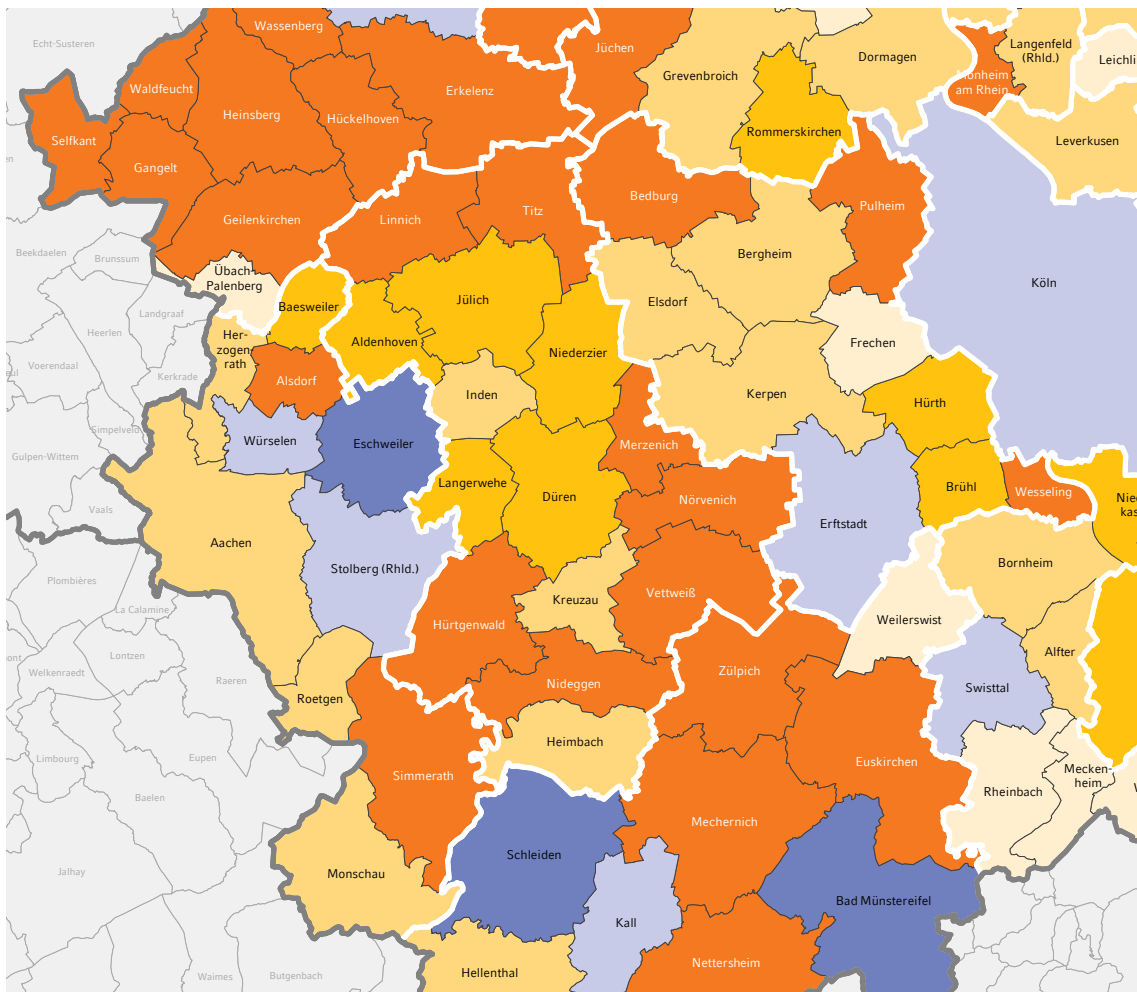 Wassenberg
Echt-Susteren
Jüchen
Langenfeld
(Rhld.)
Dormagen
Leichli
Grevenbroich
Monheim
am Rhein
Waldfeucht
Erkelenz
Heinsberg
Hückelhoven
Rommerskirchen
Selfkant
Leverkusen
en
Gangelt
Bedburg
Pulheim
Titz
Geilenkirchen
Linnich
Beekdaelen
Brunssum
Bergheim
Übach-
Palenberg
Köln
Jülich
Elsdorf
Baesweiler
Landgraaf
Heerlen
Her-
zogen-
rath
Aldenhoven
Frechen
Niederzier
Voerendaal
Kerkrade
Alsdorf
Inden
Kerpen
Hürth
Simpelveld
Würselen
Eschweiler
Merzenich
Gulpen-Wittem
Langerwehe
Düren
Nörvenich
Brühl
Wesseling
Nied
kas
Vaals
Erftstadt
Aachen
Bornheim
Stolberg (Rhld.)
Plombières
Vettweiß
Kreuzau
La Calamine
Hürtgenwald
Weilerswist
Lontzen
mont
Welkenraedt
Alfter
Zülpich
Raeren
Nideggen
Swisttal
Roetgen
Heimbach
Limbourg
Eupen
Euskirchen
Simmerath
Mecken-
heim
Rheinbach
W
Baelen
Mechernich
Schleiden
Jalhay
Monschau
Bad Münstereifel
Kall
Nettersheim
Hellenthal
Waimes
Butgenbach